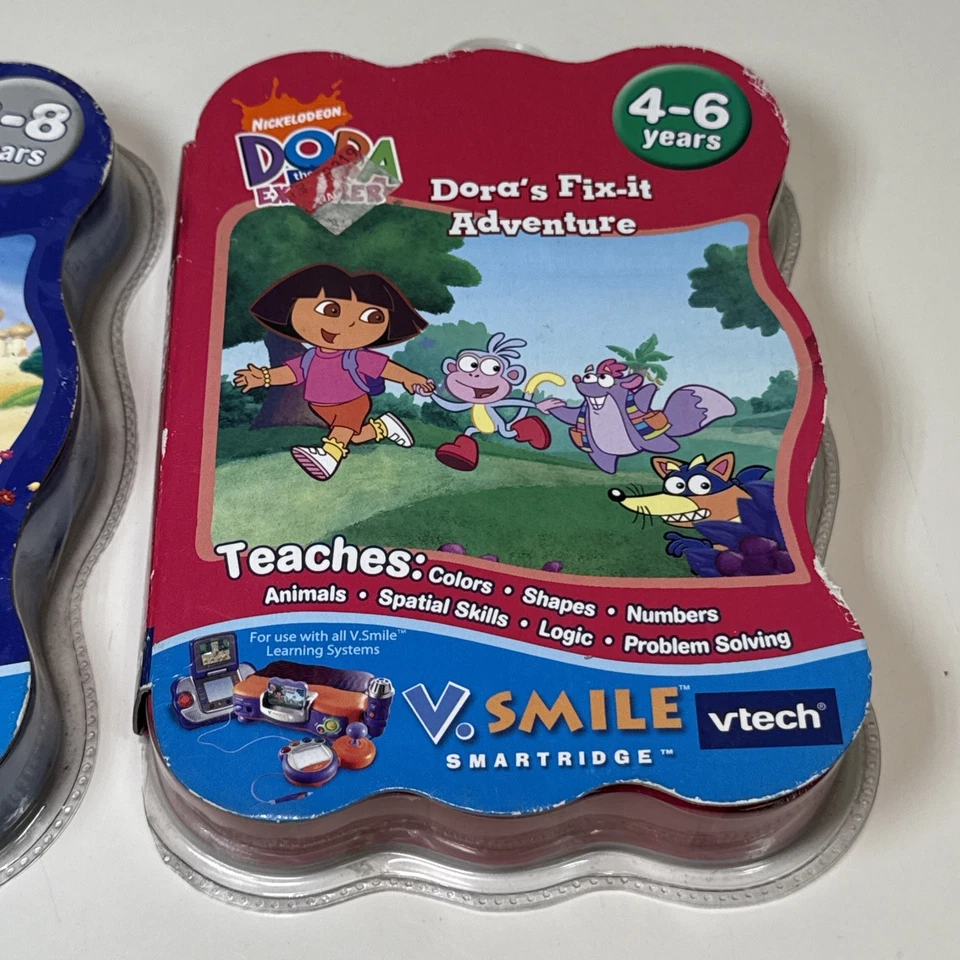 -8
ars
NICKELODEON
DORA
the
4-6
years
Dora's Fix-it
Adventure
Teaches: Colors • Shapes • Numbers
Animals • Spatial Skills • Logic • Problem Solving
For use with all V.Smile™
Learning Systems
V.SMILE™
SMARTRIDGE™
vtech®